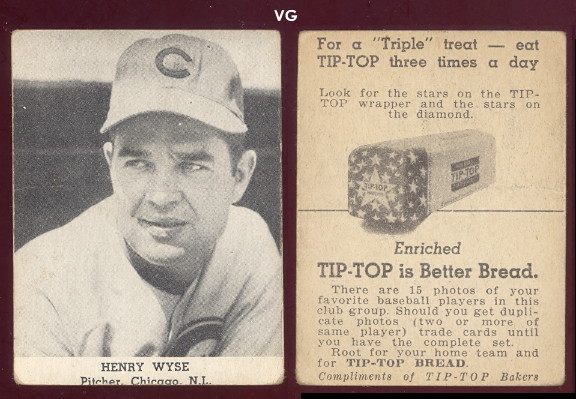 VG
C
HENRY WYSE
Pitcher, Chicago, N.L.
For a "Triple" treat — eat
TIP-TOP three times a day
Look for the stars on the TIP-
TOP wrapper and the stars on
the diamond.
TIP-TOP
TIP-TOP
Enriched
TIP-TOP is Better Bread.
There are 15 photos of your
favorite baseball players in this
club group. Should you get dupli-
cate photos (two or more of
same player) trade cards until
you have the complete set.
Root for your home team and
for TIP-TOP BREAD.
Compliments of TIP-TOP Bakers